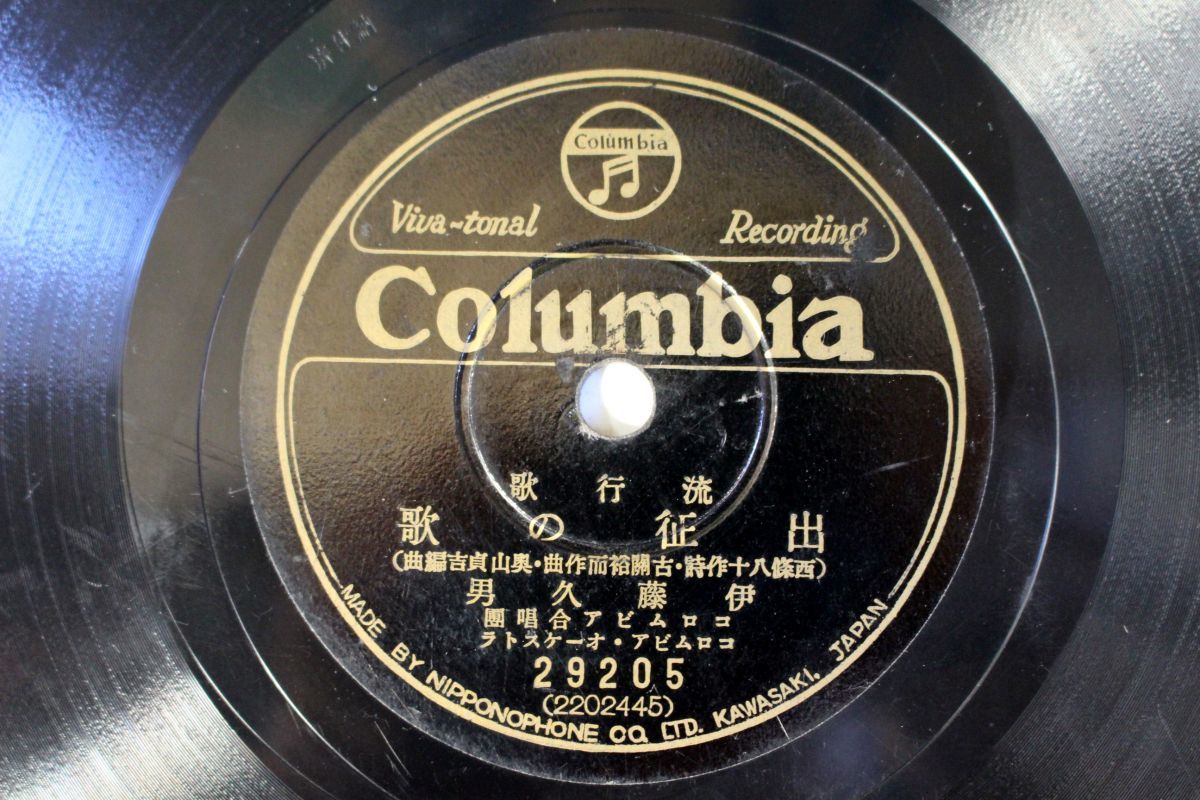 Columbia
Viva-tonal Recording
Columbia
流行歌
出征の歌
(西條八十作詩・古關裕而作曲・奥山貞吉編曲)
伊藤久男
コロムビア合唱團
コロムビア・オーケストラ
29205
(2202445)
MADE BY NIPPONOPHONE CO., LTD. KAWASAKI, JAPAN